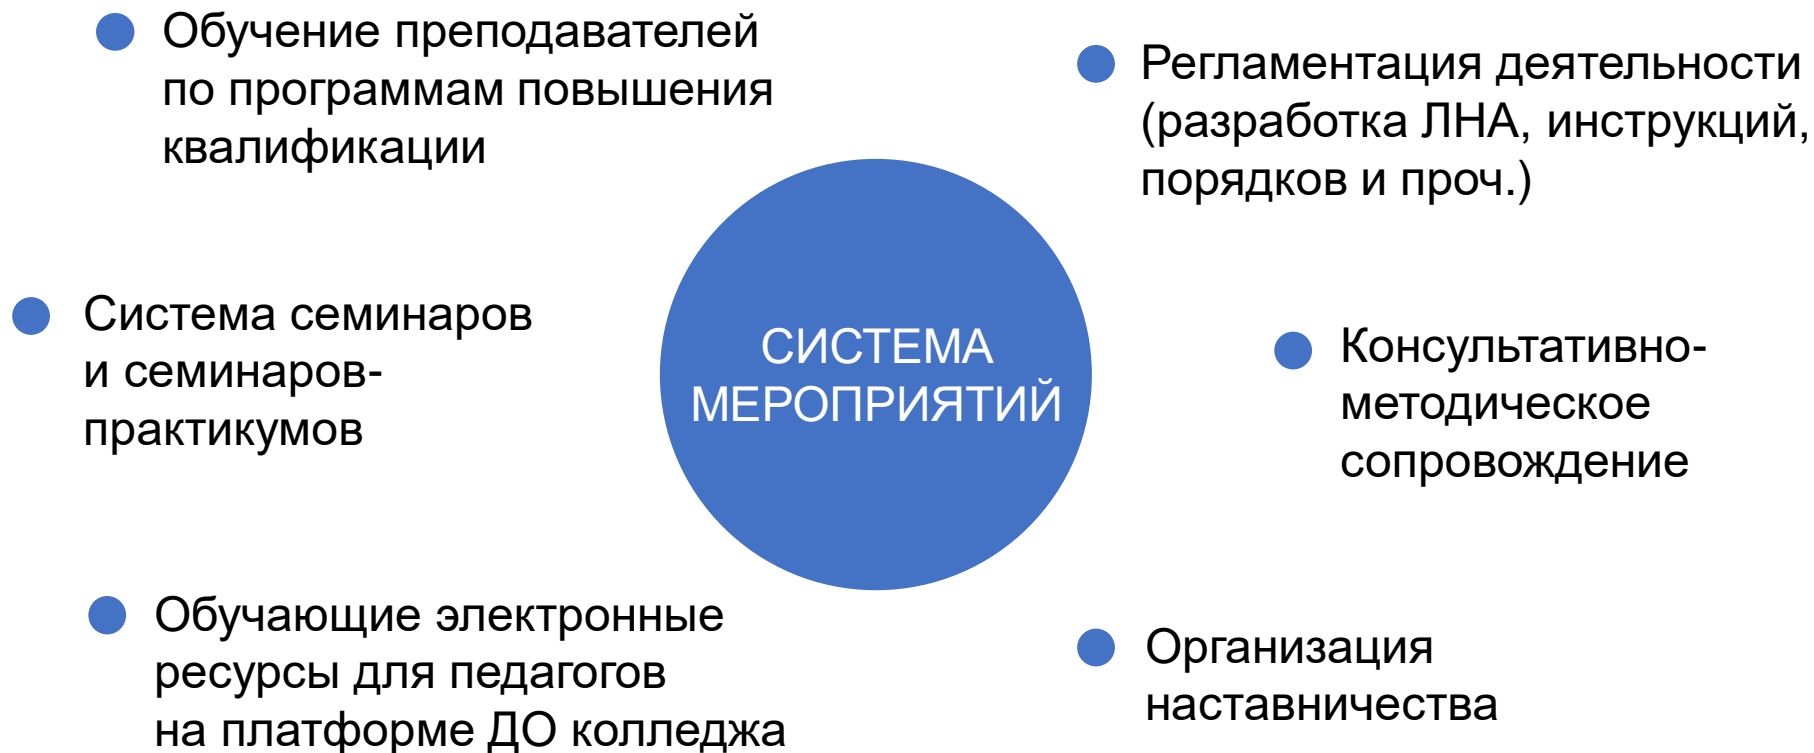 Обучение преподавателей
по программам повышения
квалификации
Регламентация деятельности
(разработка ЛНА, инструкций,
порядков и проч.)
Система семинаров
и семинаров-
практикумов
СИСТЕМА
МЕРОПРИЯТИЙ
Консультативно-
методическое
сопровождение
Обучающие электронные
ресурсы для педагогов
на платформе ДО колледжа
Организация
наставничества